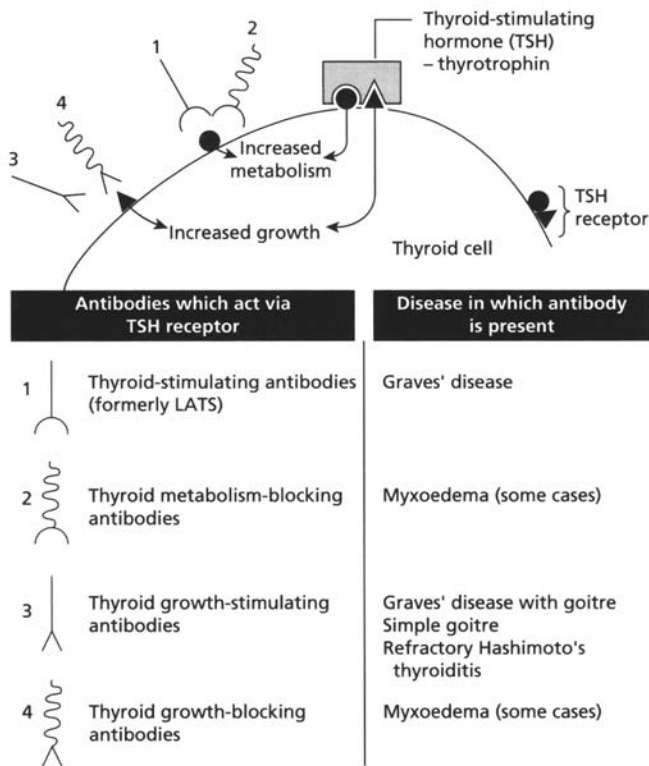 Thyroid-stimulating
hormone (TSH)
– thyrotrophin
2
1
4
3
Increased
metabolism
Increased growth
TSH
receptor
Thyroid cell
Antibodies which act via
TSH receptor
Disease in which antibody
is present
1
Thyroid-stimulating antibodies
(formerly LATS)
Graves' disease
2
Thyroid metabolism-blocking
antibodies
Myxoedema (some cases)
3
Thyroid growth-stimulating
antibodies
Graves' disease with goitre
Simple goitre
Refractory Hashimoto's
thyroiditis
4
Thyroid growth-blocking
antibodies
Myxoedema (some cases)